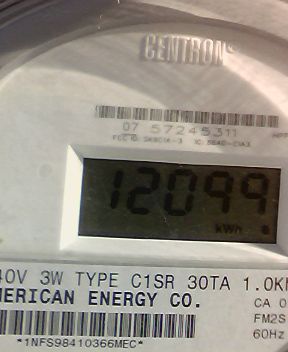 CENTRON®
07 57245311
12099
kWh
40V 3W TYPE C1SR 30TA 1.0K
MERICAN ENERGY CO.
CA 0
FM2S
60Hz
*1NFS98410366MEC*